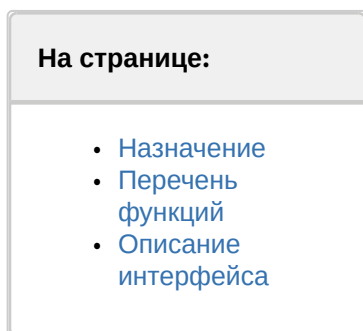 На странице:
• Назначение
• Перечень
функций
• Описание
интерфейса